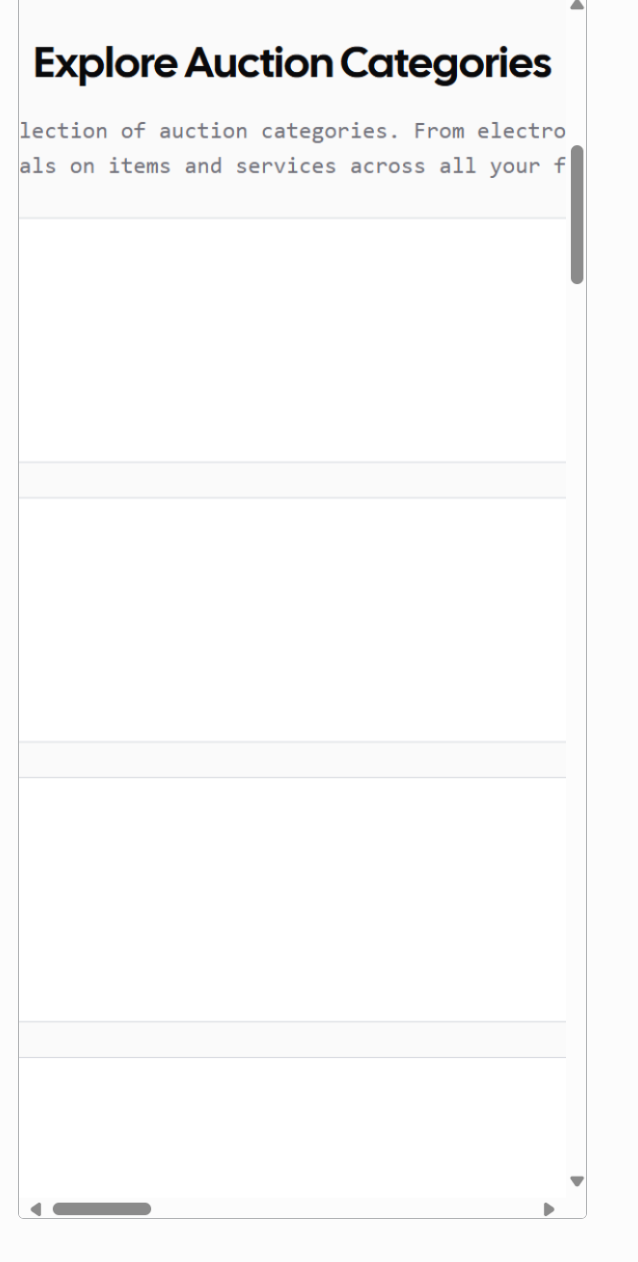 Explore Auction Categories
lection of auction categories. From electro
als on items and services across all your f